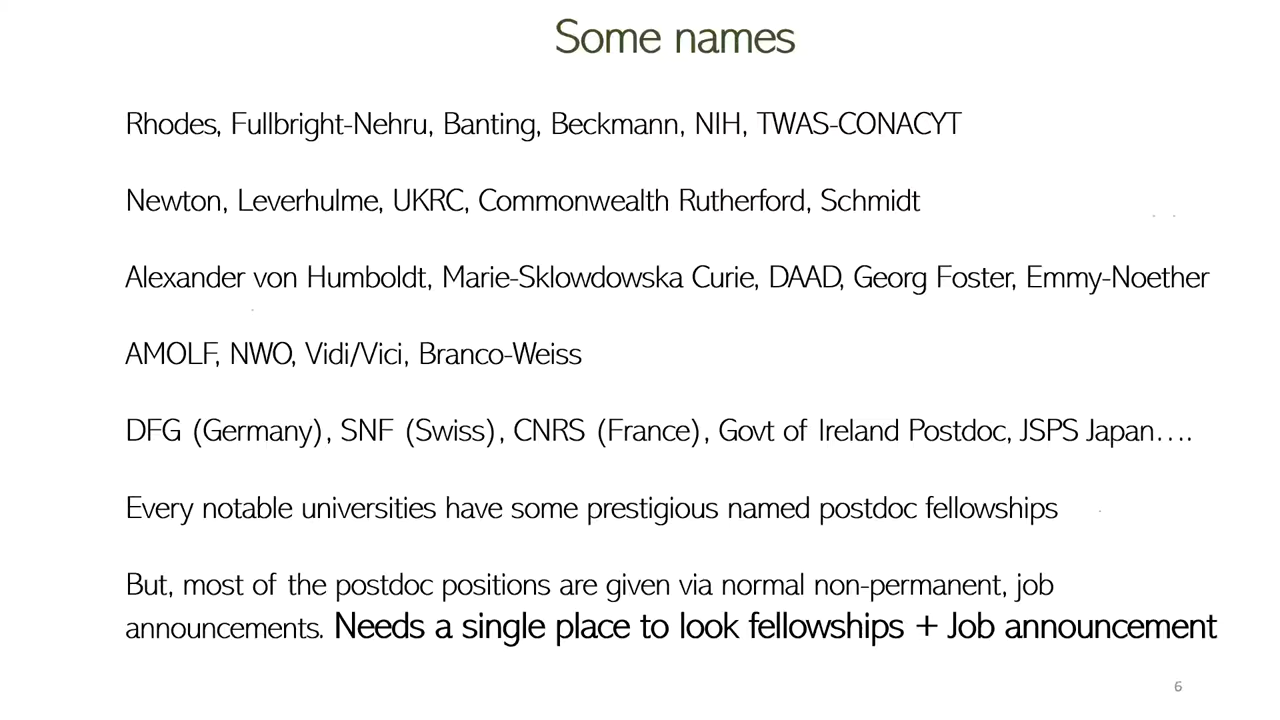 Some names
Rhodes, Fullbright-Nehru, Banting, Beckmann, NIH, TWAS-CONACYT
Newton, Leverhulme, UKRC, Commonwealth Rutherford, Schmidt
Alexander von Humboldt, Marie-Sklowdowska Curie, DAAD, Georg Foster, Emmy-Noether
AMOLF, NWO, Vidi/Vici, Branco-Weiss
DFG (Germany), SNF (Swiss), CNRS (France), Govt of Ireland Postdoc, JSPS Japan....
Every notable universities have some prestigious named postdoc fellowships
But, most of the postdoc positions are given via normal non-permanent, job
announcements. Needs a single place to look fellowships + Job announcement
6